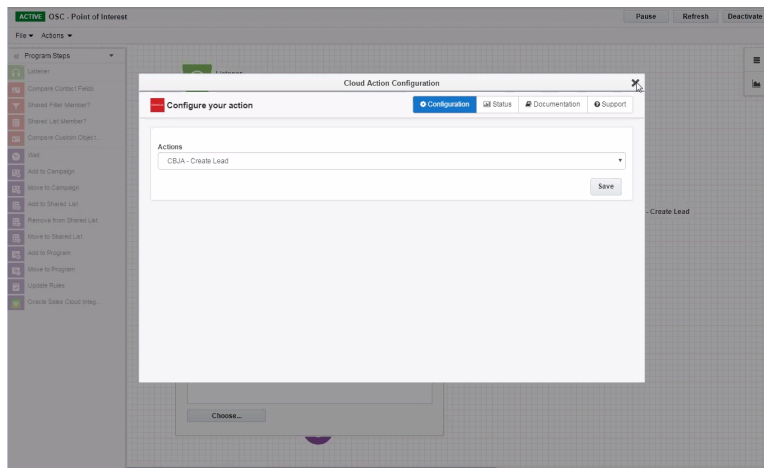 ACTIVE OSC - Point of Interest
Pause Refresh Deactivate
File Actions
Program Steps
Listener
Compare Contact Fields
Shared Filter Member?
Shared List Member?
Compare Custom Object...
Wait
Add to Campaign
Move to Campaign
Add to Shared List
Remove from Shared List
Move to Shared List
Add to Program
Move to Program
Update Rules
Oracle Sales Cloud Integ...
Listener
Cloud Action Configuration
Configure your action
Configuration Status Documentation Support
Actions
CBJA - Create Lead
Save
- Create Lead
Choose...